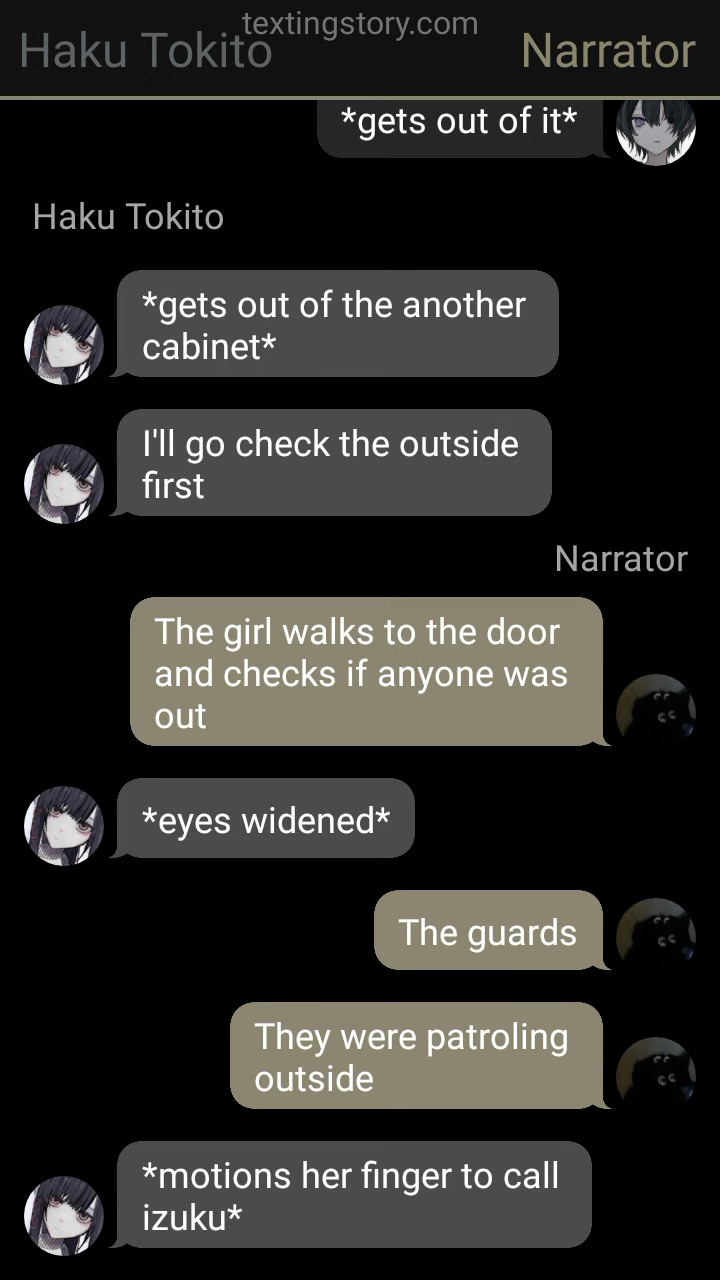 textingstory.com
Haku Tokito
Narrator
*gets out of it*
Haku Tokito
*gets out of the another
cabinet*
I'll go check the outside
first
Narrator
The girl walks to the door
and checks if anyone was
out
*eyes widened*
The guards
They were patroling
outside
*motions her finger to call
izuku*